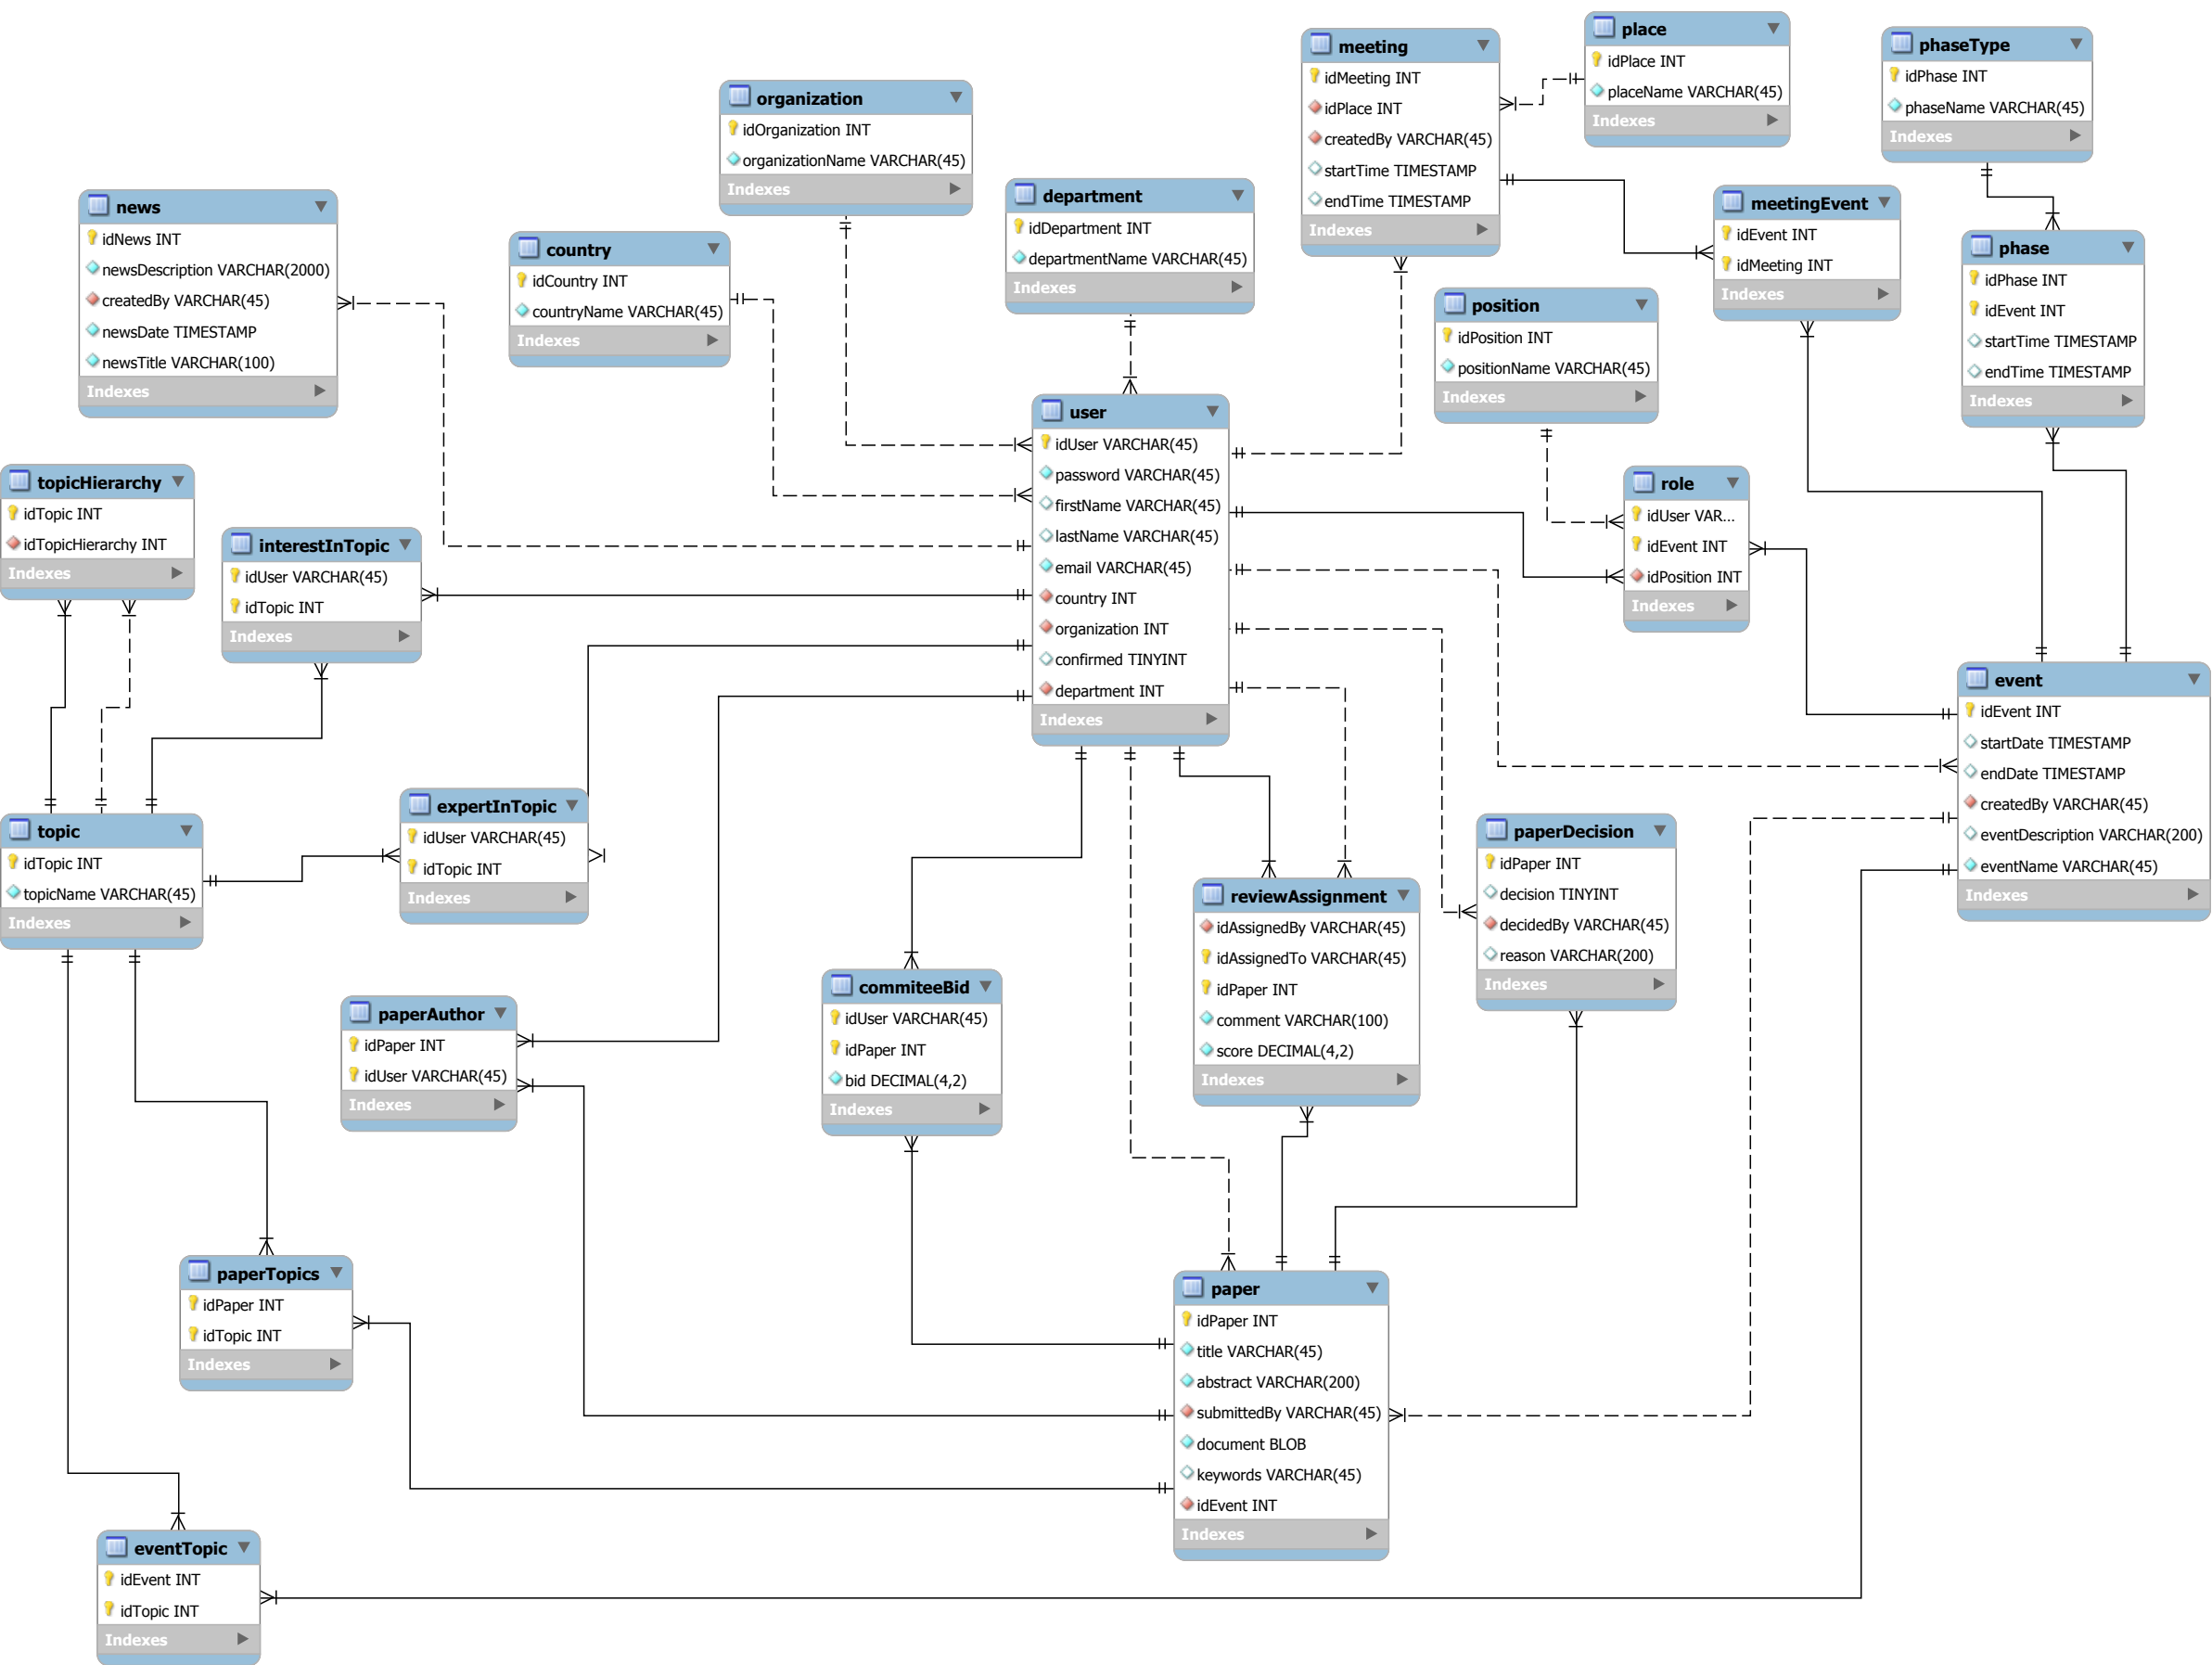 place
idPlace INT
placeName VARCHAR(45)
Indexes
phaseType
idPhase INT
phaseName VARCHAR(45)
Indexes
meeting
idMeeting INT
idPlace INT
createdBy VARCHAR(45)
startTime TIMESTAMP
endTime TIMESTAMP
Indexes
organization
idOrganization INT
organizationName VARCHAR(45)
Indexes
department
idDepartment INT
departmentName VARCHAR(45)
Indexes
meetingEvent
idEvent INT
idMeeting INT
Indexes
news
idNews INT
newsDescription VARCHAR(2000)
createdBy VARCHAR(45)
newsDate TIMESTAMP
newsTitle VARCHAR(100)
Indexes
country
idCountry INT
countryName VARCHAR(45)
Indexes
phase
idPhase INT
idEvent INT
startTime TIMESTAMP
endTime TIMESTAMP
Indexes
position
idPosition INT
positionName VARCHAR(45)
Indexes
user
idUser VARCHAR(45)
password VARCHAR(45)
firstName VARCHAR(45)
lastName VARCHAR(45)
email VARCHAR(45)
country INT
organization INT
confirmed TINYINT
department INT
Indexes
topicHierarchy
idTopic INT
idTopicHierarchy INT
Indexes
role
idUser VAR...
idEvent INT
idPosition INT
Indexes
interestInTopic
idUser VARCHAR(45)
idTopic INT
Indexes
event
idEvent INT
startDate TIMESTAMP
endDate TIMESTAMP
createdBy VARCHAR(45)
eventDescription VARCHAR(200)
eventName VARCHAR(45)
Indexes
expertInTopic
idUser VARCHAR(45)
idTopic INT
Indexes
topic
idTopic INT
topicName VARCHAR(45)
Indexes
paperDecision
idPaper INT
decision TINYINT
decidedBy VARCHAR(45)
reason VARCHAR(200)
Indexes
reviewAssignment
idAssignedBy VARCHAR(45)
idAssignedTo VARCHAR(45)
idPaper INT
comment VARCHAR(100)
score DECIMAL(4,2)
Indexes
commiteeBid
idUser VARCHAR(45)
idPaper INT
bid DECIMAL(4,2)
Indexes
paperAuthor
idPaper INT
idUser VARCHAR(45)
Indexes
paperTopics
idPaper INT
idTopic INT
Indexes
paper
idPaper INT
title VARCHAR(45)
abstract VARCHAR(200)
submittedBy VARCHAR(45)
document BLOB
keywords VARCHAR(45)
idEvent INT
Indexes
eventTopic
idEvent INT
idTopic INT
Indexes